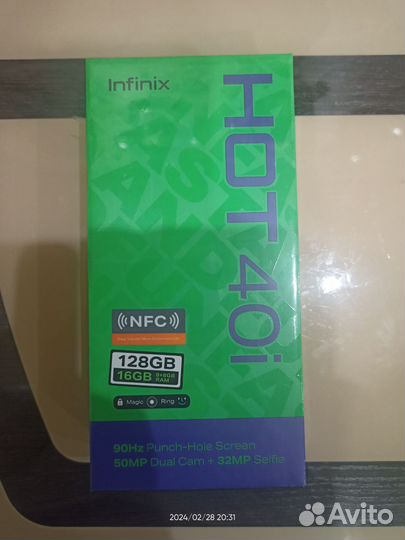 Infinix
HOT 40i
NFC
128GB
16GB 8+8GB RAM
Magic Ring
90Hz Punch-Hole Screen
50MP Dual Cam + 32MP Selfie
2024/02/28 20:31
Avito